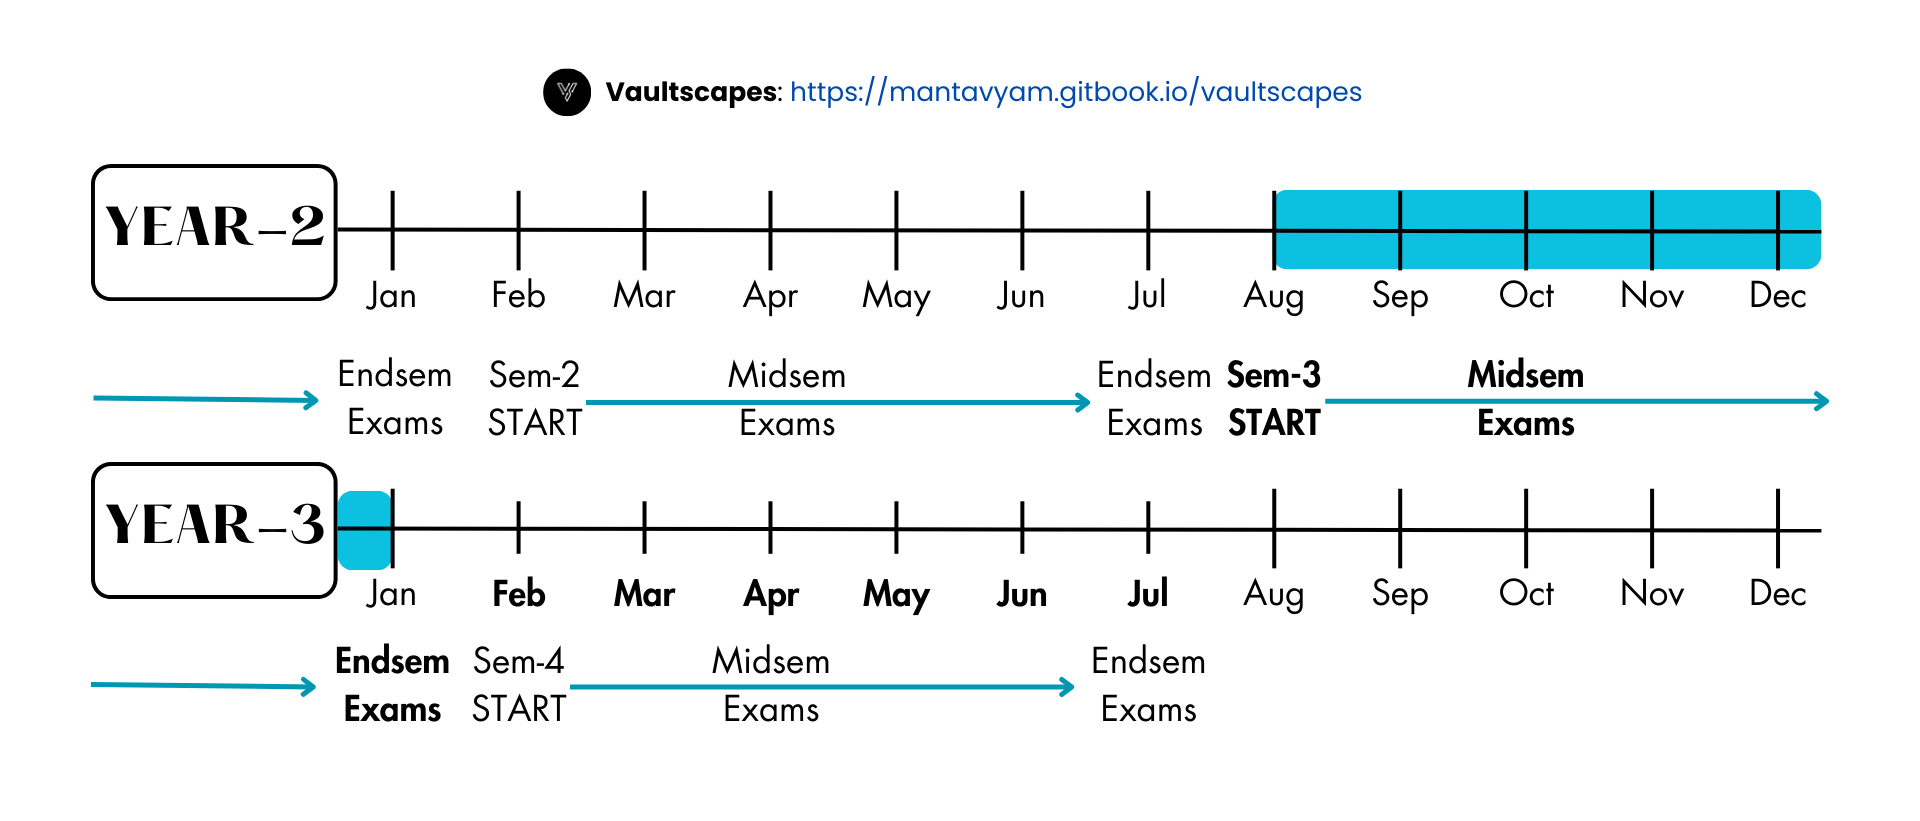 Vaultscapes: https://mantavyam.gitbook.io/vaultscapes
YEAR-2
Jan Feb Mar Apr May Jun Jul Aug Sep Oct Nov Dec
Endsem Sem-2 Midsem Endsem Sem-3 Midsem
Exams START Exams Exams START Exams
YEAR-3
Jan Feb Mar Apr May Jun Jul Aug Sep Oct Nov Dec
Endsem Sem-4 Midsem Endsem
Exams START Exams Exams